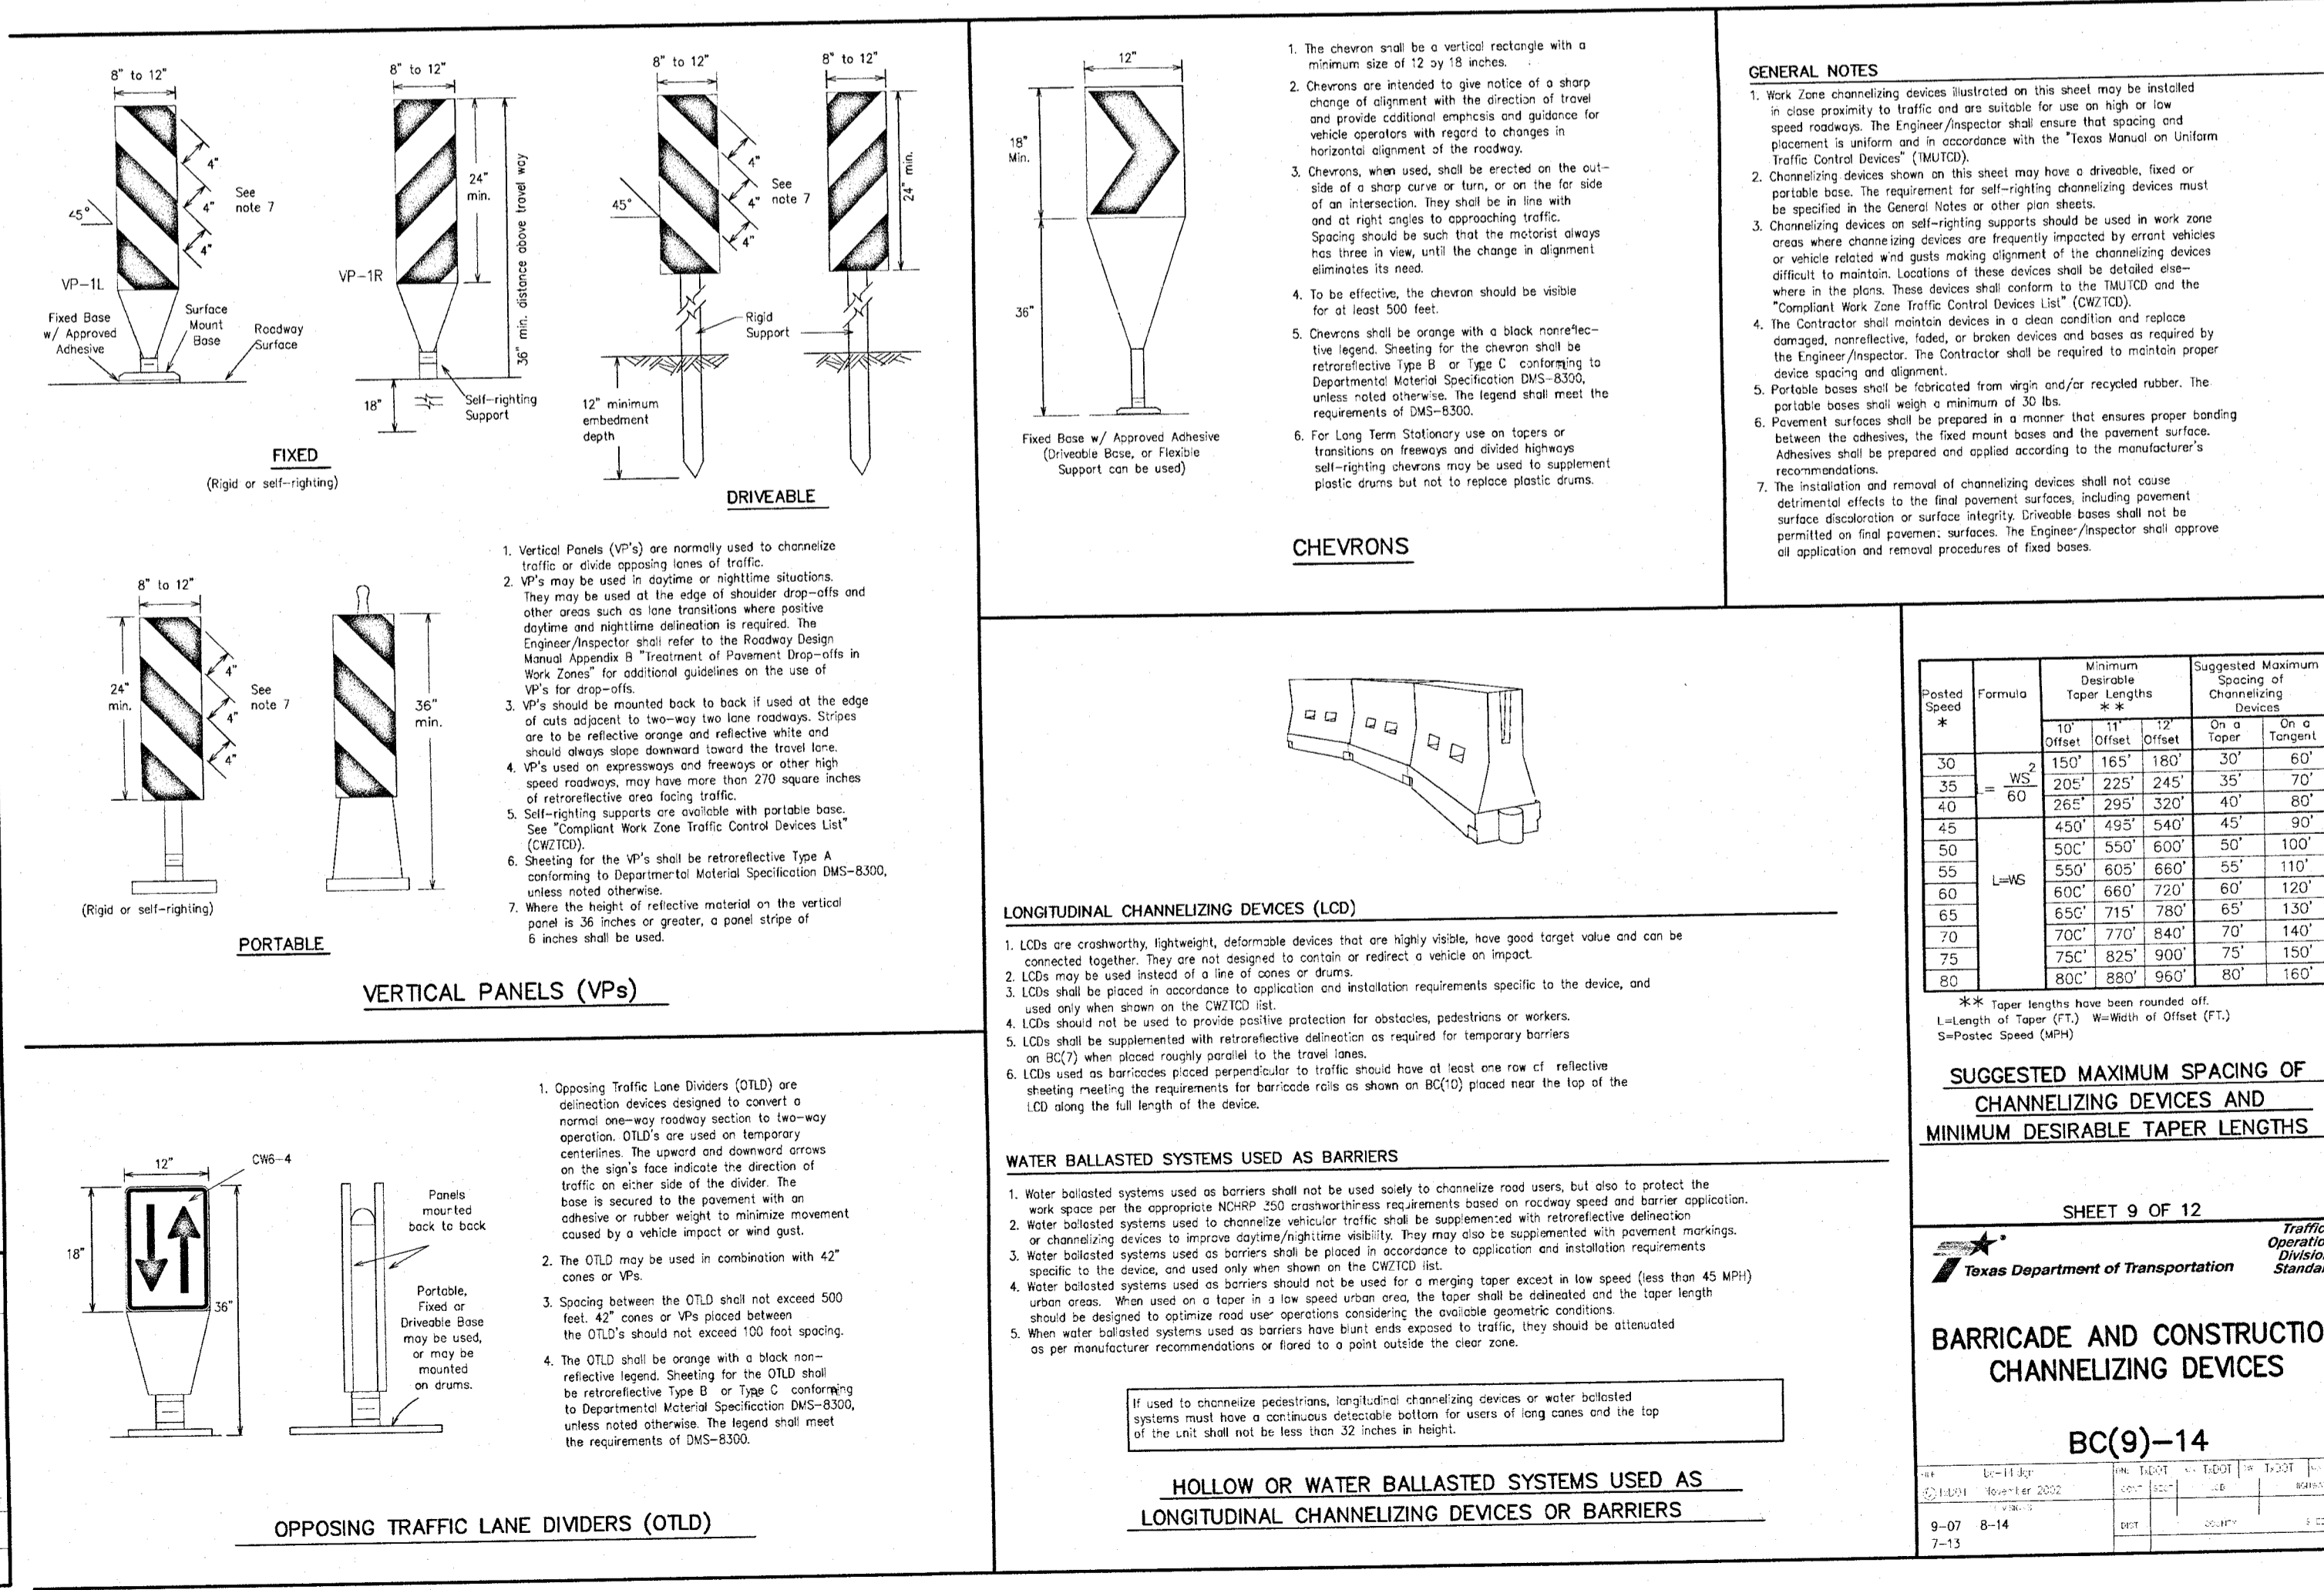 8" to 12"
8" to 12"
8" to 12"
8" to 12"
4"
4"
4"
See
note 7
45°
VP-1L
Fixed Base
w/ Approved
Adhesive
Surface
Mount
Base
Roadway
Surface
24"
min.
36" min. distance above travel way
VP-1R
18"
Self-righting
Support
FIXED
(Rigid or self-righting)
4"
4"
4"
See
note 7
45°
24" min.
Rigid
Support
12" minimum
embedment
depth
DRIVEABLE
8" to 12"
24"
min.
4"
4"
4"
See
note 7
36"
min.
(Rigid or self-righting)
PORTABLE
1. Vertical Panels (VP's) are normally used to channelize
traffic or divide opposing lanes of traffic.
2. VP's may be used in daytime or nighttime situations.
They may be used at the edge of shoulder drop-offs and
other areas such as lane transitions where positive
daytime and nighttime delineation is required. The
Engineer/Inspector shall refer to the Roadway Design
Manual Appendix B "Treatment of Pavement Drop-offs in
Work Zones" for additional guidelines on the use of
VP's for drop-offs.
3. VP's should be mounted back to back if used at the edge
of cuts adjacent to two-way two lane roadways. Stripes
are to be reflective orange and reflective white and
should always slope downward toward the travel lane.
4. VP's used on expressways and freeways or other high
speed roadways, may have more than 270 square inches
of retroreflective area facing traffic.
5. Self-righting supports are available with portable base.
See "Compliant Work Zone Traffic Control Devices List"
(CWZTCD).
6. Sheeting for the VP's shall be retroreflective Type A
conforming to Departmental Material Specification DMS-8300,
unless noted otherwise.
7. Where the height of reflective material on the vertical
panel is 36 inches or greater, a panel stripe of
6 inches shall be used.
VERTICAL PANELS (VPs)
12"
CW6-4
18"
36"
Panels
mounted
back to back
Portable,
Fixed or
Driveable Base
may be used,
or may be
mounted
on drums.
1. Opposing Traffic Lane Dividers (OTLD) are
delineation devices designed to convert a
normal one-way roadway section to two-way
operation. OTLD's are used on temporary
centerlines. The upward and downward arrows
on the sign's face indicate the direction of
traffic on either side of the divider. The
base is secured to the pavement with an
adhesive or rubber weight to minimize movement
caused by a vehicle impact or wind gust.
2. The OTLD may be used in combination with 42"
cones or VPs.
3. Spacing between the OTLD shall not exceed 500
feet. 42" cones or VPs placed between
the OTLD's should not exceed 100 foot spacing.
4. The OTLD shall be orange with a black non-
reflective legend. Sheeting for the OTLD shall
be retroreflective Type B or Type C conforming
to Departmental Material Specification DMS-8300,
unless noted otherwise. The legend shall meet
the requirements of DMS-8300.
OPPOSING TRAFFIC LANE DIVIDERS (OTLD)
12"
18"
Min.
36"
Fixed Base w/ Approved Adhesive
(Driveable Base, or Flexible
Support can be used)
1. The chevron shall be a vertical rectangle with a
minimum size of 12 by 18 inches.
2. Chevrons are intended to give notice of a sharp
change of alignment with the direction of travel
and provide additional emphasis and guidance for
vehicle operators with regard to changes in
horizontal alignment of the roadway.
3. Chevrons, when used, shall be erected on the out-
side of a sharp curve or turn, or on the far side
of an intersection. They shall be in line with
and at right angles to approaching traffic.
Spacing should be such that the motorist always
has three in view, until the change in alignment
eliminates its need.
4. To be effective, the chevron should be visible
for at least 500 feet.
5. Chevrons shall be orange with a black nonreflec-
tive legend. Sheeting for the chevron shall be
retroreflective Type B or Type C conforming to
Departmental Material Specification DMS-8300,
unless noted otherwise. The legend shall meet the
requirements of DMS-8300.
6. For Long Term Stationary use on tapers or
transitions on freeways and divided highways
self-righting chevrons may be used to supplement
plastic drums but not to replace plastic drums.
CHEVRONS
GENERAL NOTES
1. Work Zone channelizing devices illustrated on this sheet may be installed
in close proximity to traffic and are suitable for use on high or low
speed roadways. The Engineer/Inspector shall ensure that spacing and
placement is uniform and in accordance with the "Texas Manual on Uniform
Traffic Control Devices" (TMUTCD).
2. Channelizing devices shown on this sheet may have a driveable, fixed or
portable base. The requirement for self-righting channelizing devices must
be specified in the General Notes or other plan sheets.
3. Channelizing devices on self-righting supports should be used in work zone
areas where channelizing devices are frequently impacted by errant vehicles
or vehicle related wind gusts making alignment of the channelizing devices
difficult to maintain. Locations of these devices shall be detailed else-
where in the plans. These devices shall conform to the TMUTCD and the
"Compliant Work Zone Traffic Control Devices List" (CWZTCD).
4. The Contractor shall maintain devices in a clean condition and replace
damaged, nonreflective, faded, or broken devices and bases as required by
the Engineer/Inspector. The Contractor shall be required to maintain proper
device spacing and alignment.
5. Portable bases shall be fabricated from virgin and/or recycled rubber. The
portable bases shall weigh a minimum of 30 lbs.
6. Pavement surfaces shall be prepared in a manner that ensures proper bonding
between the adhesives, the fixed mount bases and the pavement surface.
Adhesives shall be prepared and applied according to the manufacturer's
recommendations.
7. The installation and removal of channelizing devices shall not cause
detrimental effects to the final pavement surfaces, including pavement
surface discoloration or surface integrity. Driveable bases shall not be
permitted on final pavement surfaces. The Engineer/Inspector shall approve
all application and removal procedures of fixed bases.
LONGITUDINAL CHANNELIZING DEVICES (LCD)
1. LCDs are crashworthy, lightweight, deformable devices that are highly visible, have good target value and can be
connected together. They are not designed to contain or redirect a vehicle on impact.
2. LCDs may be used instead of a line of cones or drums.
3. LCDs shall be placed in accordance to application and installation requirements specific to the device, and
used only when shown on the CWZTCD list.
4. LCDs should not be used to provide positive protection for obstacles, pedestrians or workers.
5. LCDs shall be supplemented with retroreflective delineation as required for temporary barriers
on BC(7) when placed roughly parallel to the travel lanes.
6. LCDs used as barricades placed perpendicular to traffic should have at least one row of reflective
sheeting meeting the requirements for barricade rails as shown on BC(10) placed near the top of the
LCD along the full length of the device.
WATER BALLASTED SYSTEMS USED AS BARRIERS
1. Water ballasted systems used as barriers shall not be used solely to channelize road users, but also to protect the
work space per the appropriate NCHRP 350 crashworthiness requirements based on roadway speed and barrier application.
2. Water ballasted systems used to channelize vehicular traffic shall be supplemented with retroreflective delineation
or channelizing devices to improve daytime/nighttime visibility. They may also be supplemented with pavement markings.
3. Water ballasted systems used as barriers shall be placed in accordance to application and installation requirements
specific to the device, and used only when shown on the CWZTCD list.
4. Water ballasted systems used as barriers should not be used for a merging taper except in low speed (less than 45 MPH)
urban areas. When used on a taper in a low speed urban area, the taper shall be delineated and the taper length
should be designed to optimize road user operations considering the available geometric conditions.
5. When water ballasted systems used as barriers have blunt ends exposed to traffic, they should be attenuated
as per manufacturer recommendations or flared to a point outside the clear zone.
If used to channelize pedestrians, longitudinal channelizing devices or water ballasted
systems must have a continuous detectable bottom for users of long canes and the top
of the unit shall not be less than 32 inches in height.
HOLLOW OR WATER BALLASTED SYSTEMS USED AS
LONGITUDINAL CHANNELIZING DEVICES OR BARRIERS
Posted Speed * Formula Minimum Desirable Taper Lengths ** Suggested Maximum Spacing of Channelizing Devices
10' Offset 11' Offset 12' Offset On a Taper On a Tangent
30 L= WS²/60 150' 165' 180' 30' 60'
35 205' 225' 245' 35' 70'
40 265' 295' 320' 40' 80'
45 L=WS 450' 495' 540' 45' 90'
50 500' 550' 600' 50' 100'
55 550' 605' 660' 55' 110'
60 600' 660' 720' 60' 120'
65 650' 715' 780' 65' 130'
70 700' 770' 840' 70' 140'
75 750' 825' 900' 75' 150'
80 800' 880' 960' 80' 160'
** Taper lengths have been rounded off.
L=Length of Taper (FT.) W=Width of Offset (FT.)
S=Posted Speed (MPH)
SUGGESTED MAXIMUM SPACING OF
CHANNELIZING DEVICES AND
MINIMUM DESIRABLE TAPER LENGTHS
SHEET 9 OF 12
Texas Department of Transportation
Traffic
Operatio
Divisio
Standar
BARRICADE AND CONSTRUCTIO
CHANNELIZING DEVICES
BC(9)-14
TxDOT TxDOT TxDOT
November 2002
9-07 8-14
7-13
DIST COUNTY